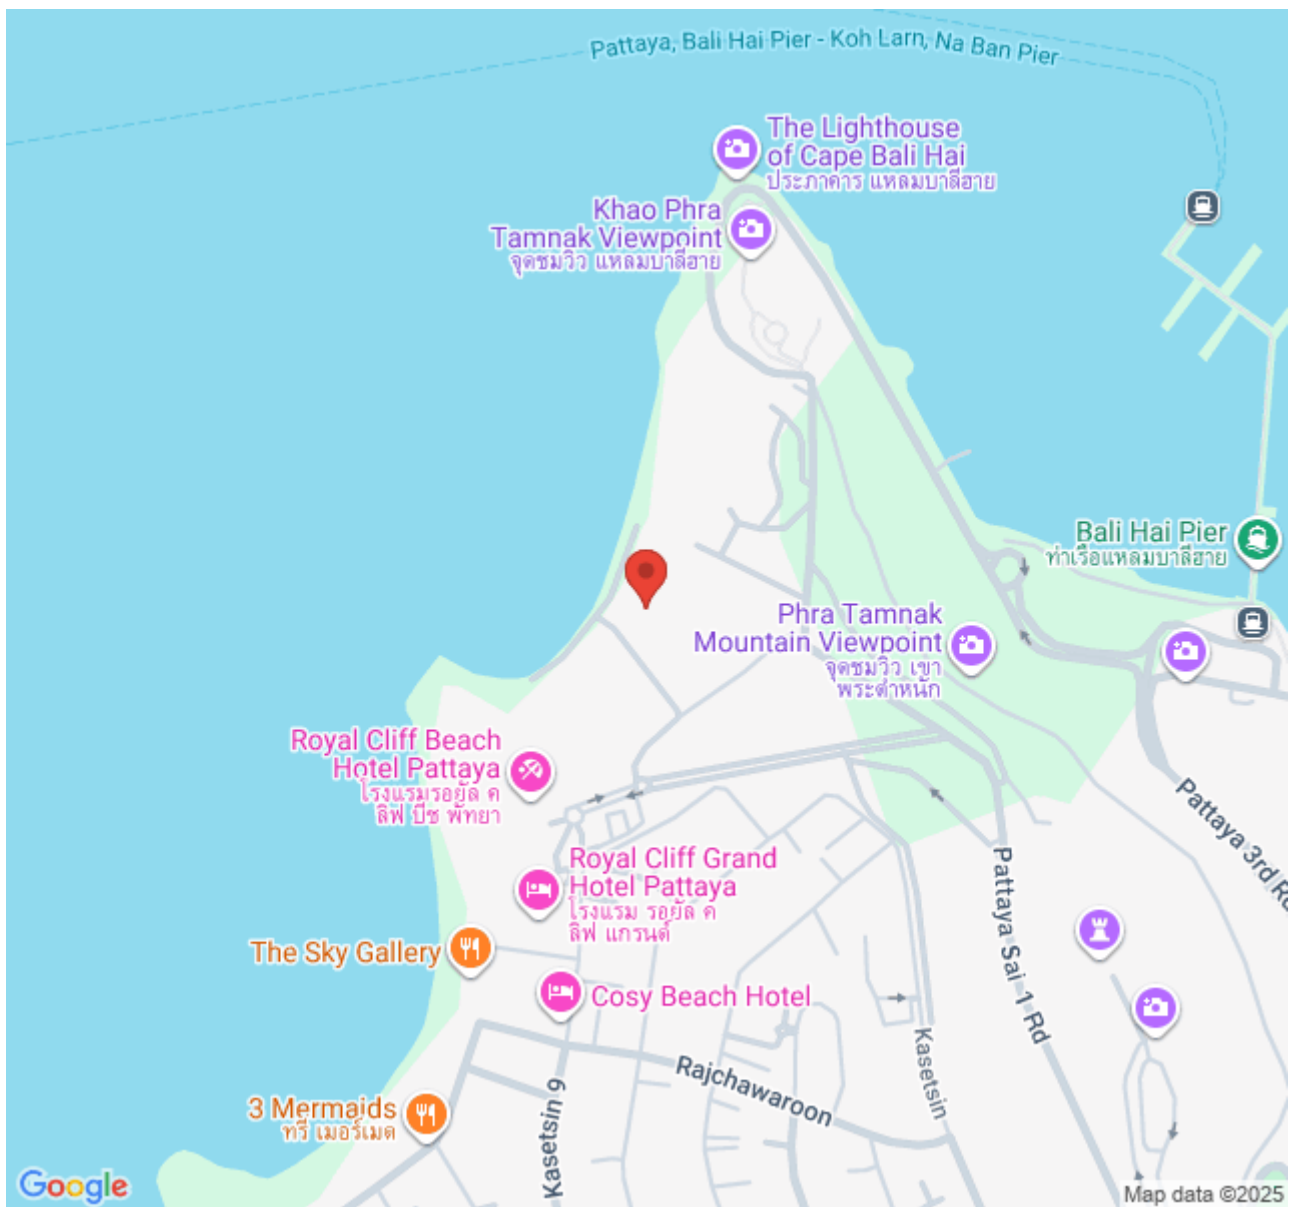 Pattaya, Bali Hai Pier - Koh Larn, Na Ban Pier
The Lighthouse
of Cape Bali Hai
ประภาคาร แหลมบาลีฮาย
Khao Phra
Tamnak Viewpoint
จุดชมวิว แหลมบาลีฮาย
Bali Hai Pier
ท่าเรือแหลมบาลีฮาย
Phra Tamnak
Mountain Viewpoint
จุดชมวิว เขา
พระตำหนัก
Royal Cliff Beach
Hotel Pattaya
โรงแรมรอยัล ค
ลิฟ บีช พัทยา
Pattaya 3rd Rd
Royal Cliff Grand
Hotel Pattaya
โรงแรม รอยัล ค
ลิฟ แกรนด์
Pattaya Sai 1 Rd
The Sky Gallery
Cosy Beach Hotel
Kasetsin
Rajchawaroon
Kasetsin 9
3 Mermaids
ทรี เมอร์เมด
Google
Map data ©2025